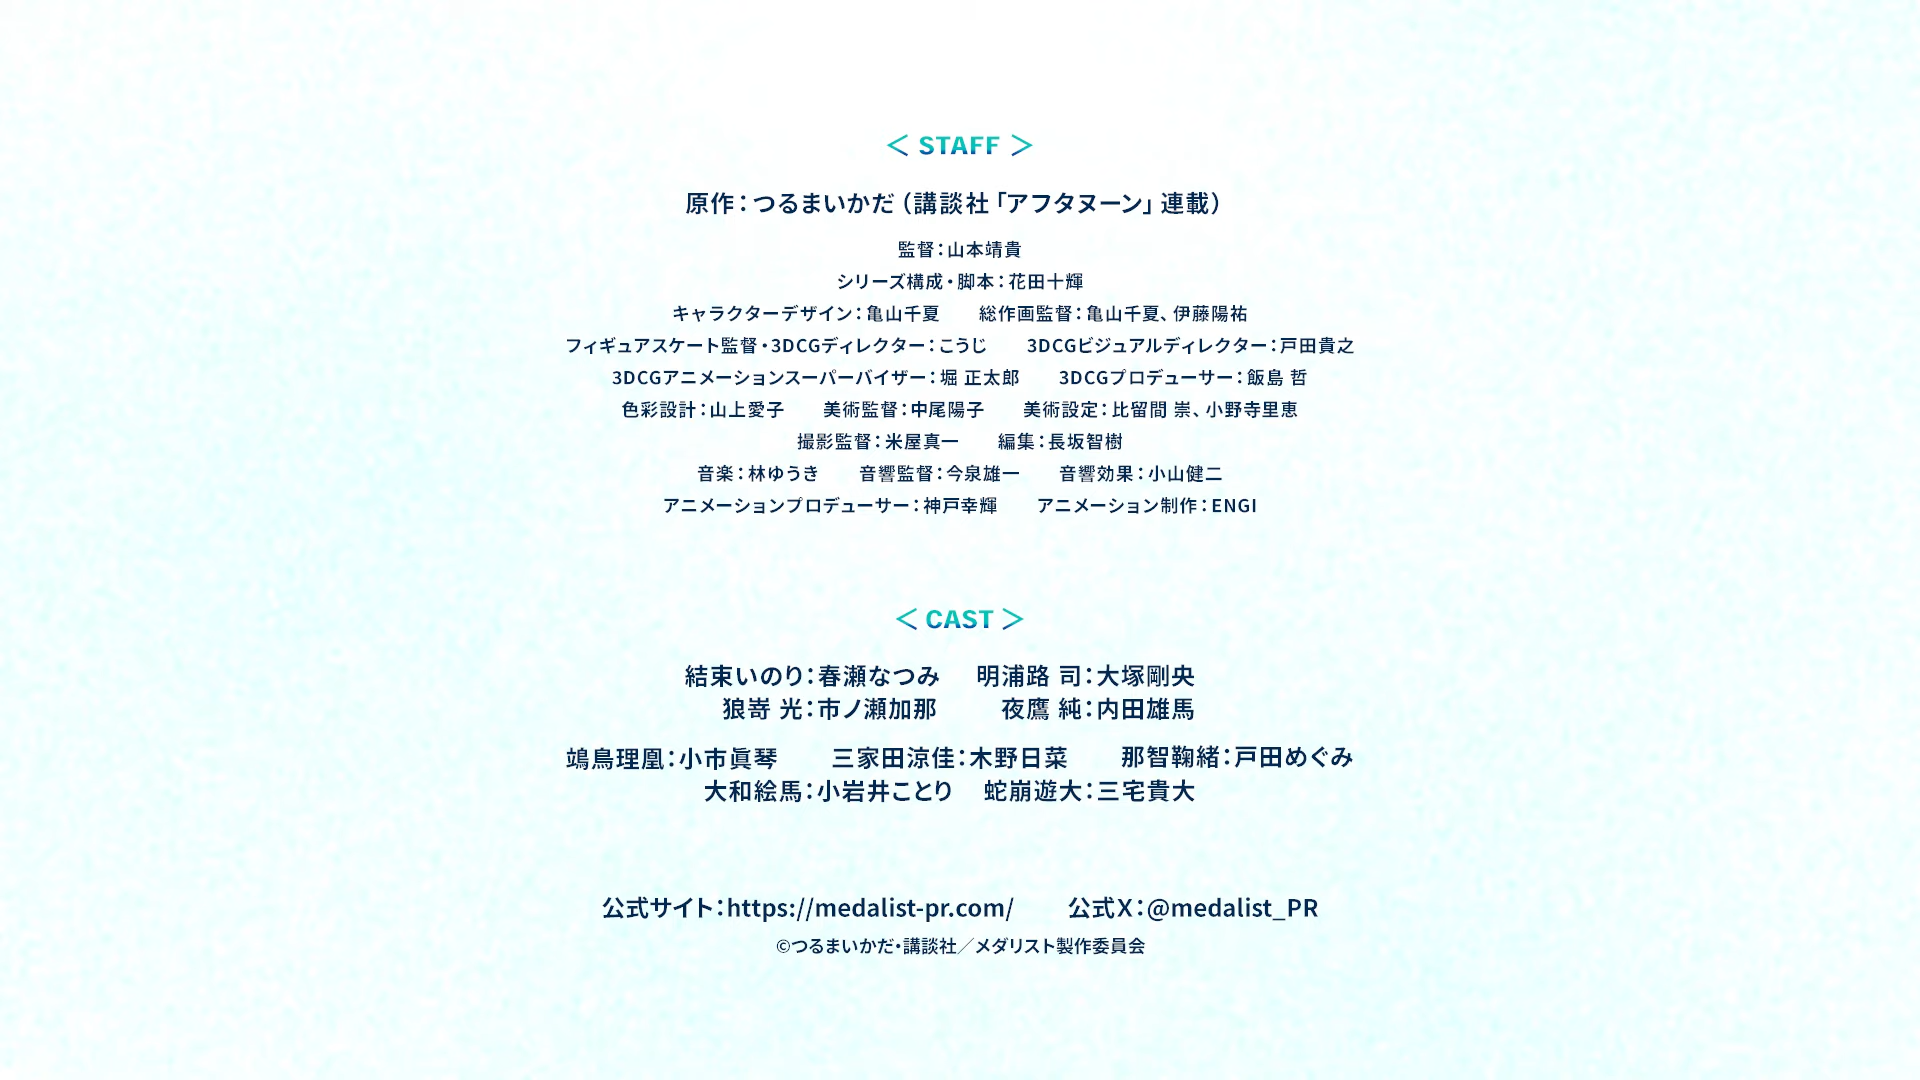 ＜ STAFF ＞
原作：つるまいかだ（講談社「アフタヌーン」連載）
監督：山本靖貴
シリーズ構成・脚本：花田十輝
キャラクターデザイン：亀山千夏　総作画監督：亀山千夏、伊藤陽祐
フィギュアスケート監督・3DCGディレクター：こうじ　3DCGビジュアルディレクター：戸田貴之
3DCGアニメーションスーパーバイザー：堀 正太郎　3DCGプロデューサー：飯島 哲
色彩設計：山上愛子　美術監督：中尾陽子　美術設定：比留間 崇、小野寺里恵
撮影監督：米屋真一　編集：長坂智樹
音楽：林ゆうき　音響監督：今泉雄一　音響効果：小山健二
アニメーションプロデューサー：神戸幸輝　アニメーション制作：ENGI
＜ CAST ＞
結束いのり：春瀬なつみ　明浦路 司：大塚剛央
狼嵜 光：市ノ瀬加那　夜鷹 純：内田雄馬
鴗鳥理凰：小市眞琴　三家田涼佳：木野日菜　那智鞠緒：戸田めぐみ
大和絵馬：小岩井ことり　蛇崩遊大：三宅貴大
公式サイト：https://medalist-pr.com/　公式X：@medalist_PR
©つるまいかだ・講談社／メダリスト製作委員会